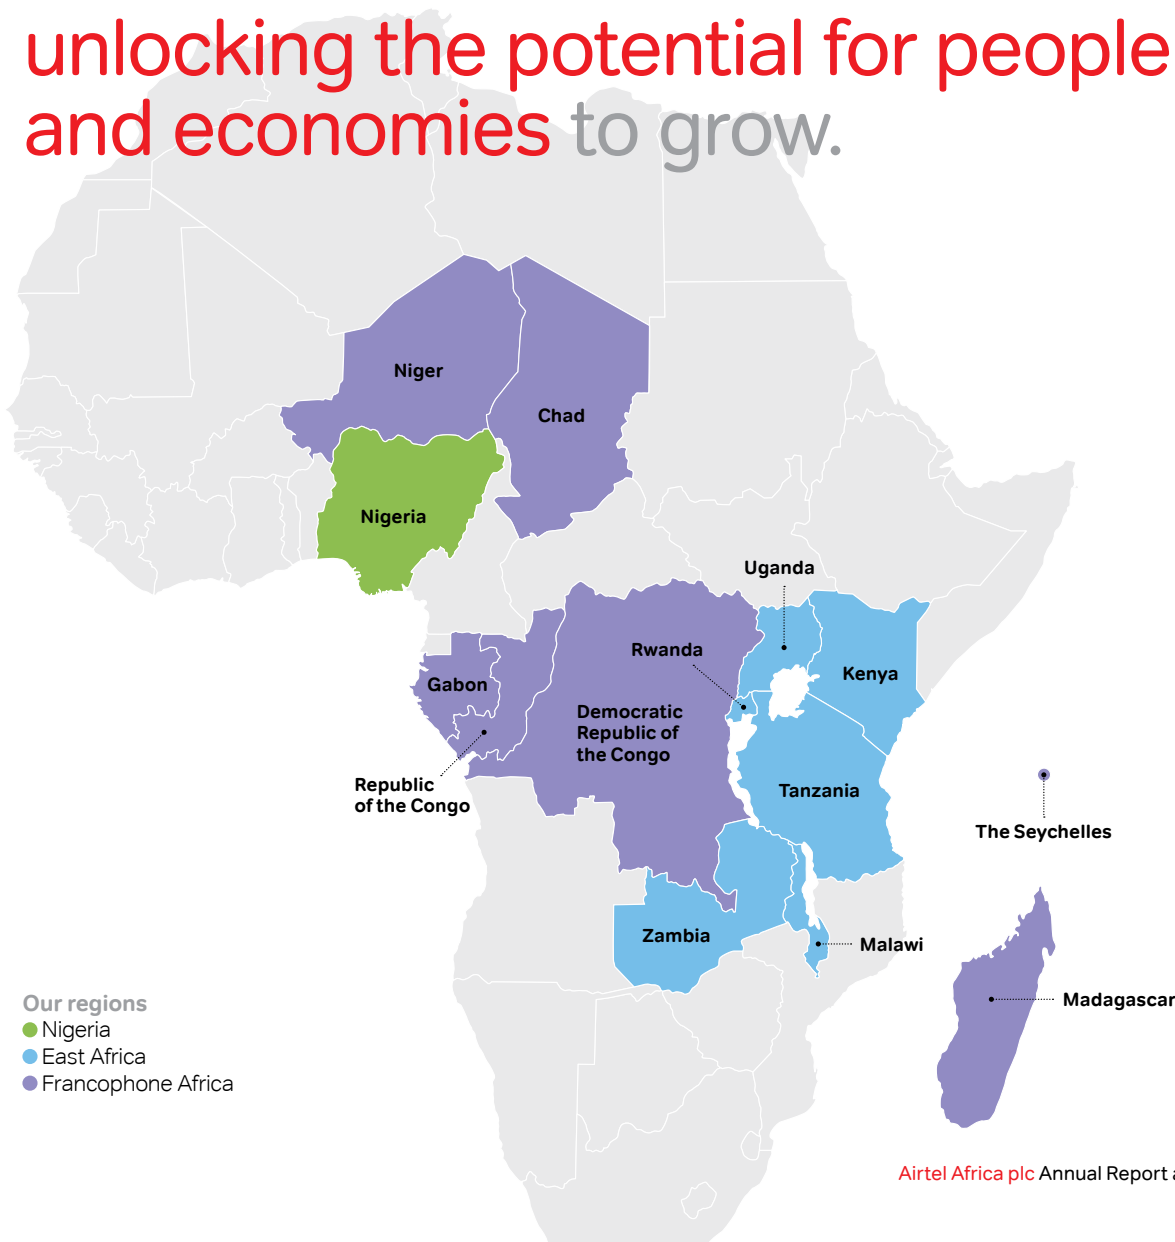 unlocking the potential for people
and economies to grow.
Niger
Chad
Nigeria
Uganda
Rwanda
Kenya
Gabon
Democratic
Republic of
the Congo
Republic
of the Congo
Tanzania
The Seychelles
Zambia
Malawi
Madagascar
Our regions
Nigeria
East Africa
Francophone Africa
Airtel Africa plc Annual Report